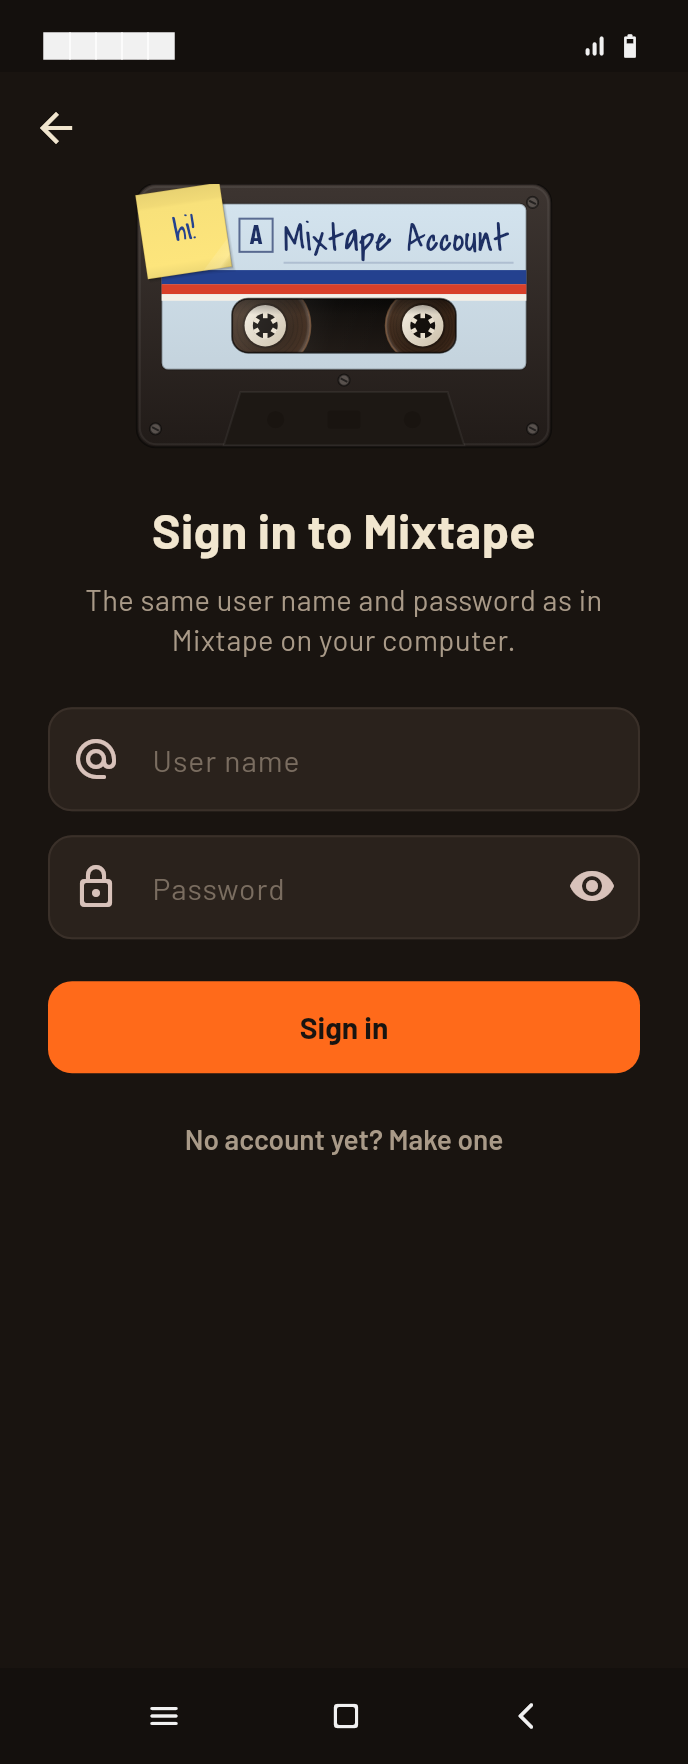 hi!
A Mixtape Account
Sign in to Mixtape
The same user name and password as in
Mixtape on your computer.
User name
Password
Sign in
No account yet? Make one